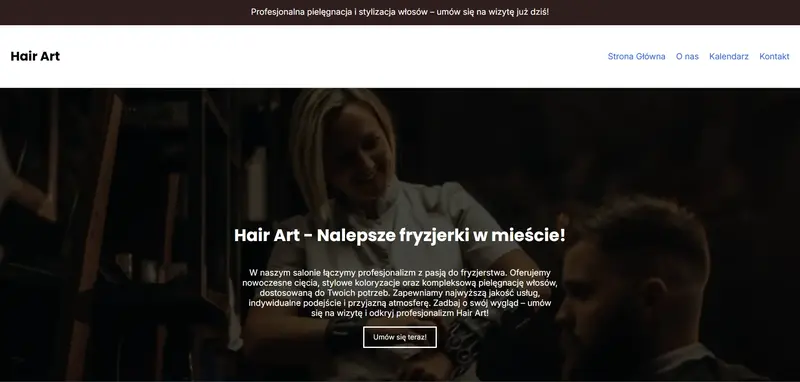 Profesjonalna pielęgnacja i stylizacja włosów – umów się na wizytę już dziś!
Hair Art
Strona Główna O nas Kalendarz Kontakt
Hair Art - Nalepsze fryzjerki w mieście!
W naszym salonie łączymy profesjonalizm z pasją do fryzjerstwa. Oferujemy
nowoczesne cięcia, stylowe koloryzacje oraz kompleksową pielęgnację włosów,
dostosowaną do Twoich potrzeb. Zapewniamy najwyższą jakość usług,
indywidualne podejście i przyjazną atmosferę. Zadbaj o swój wygląd – umów
się na wizytę i odkryj profesjonalizm Hair Art!
Umów się teraz!